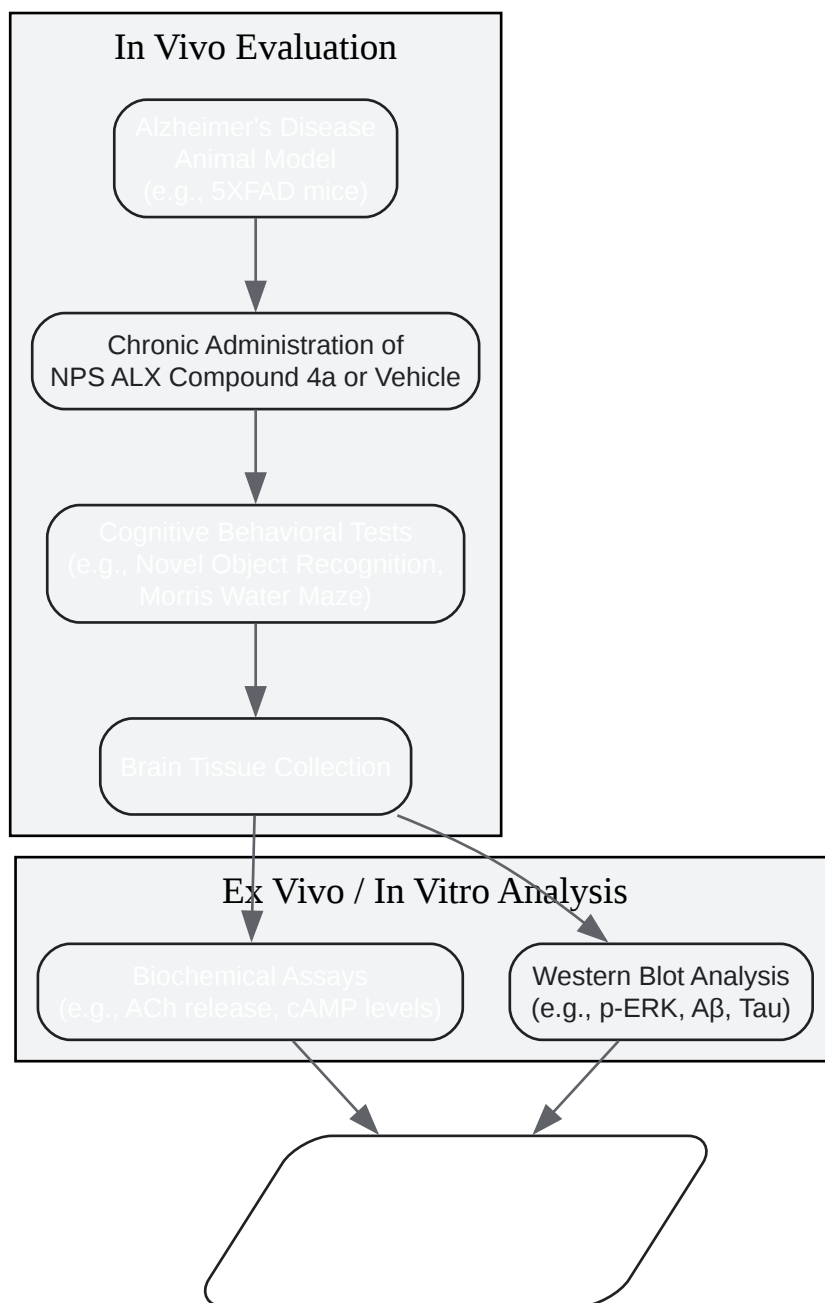 In Vivo Evaluation
Alzheimer's Disease
Animal Model
(e.g., 5XFAD mice)
Chronic Administration of
NPS ALX Compound 4a or Vehicle
Cognitive Behavioral Tests
(e.g., Novel Object Recognition,
Morris Water Maze)
Brain Tissue Collection
Ex Vivo / In Vitro Analysis
Biochemical Assays
(e.g., ACh release, cAMP levels)
Western Blot Analysis
(e.g., p-ERK, Aβ, Tau)